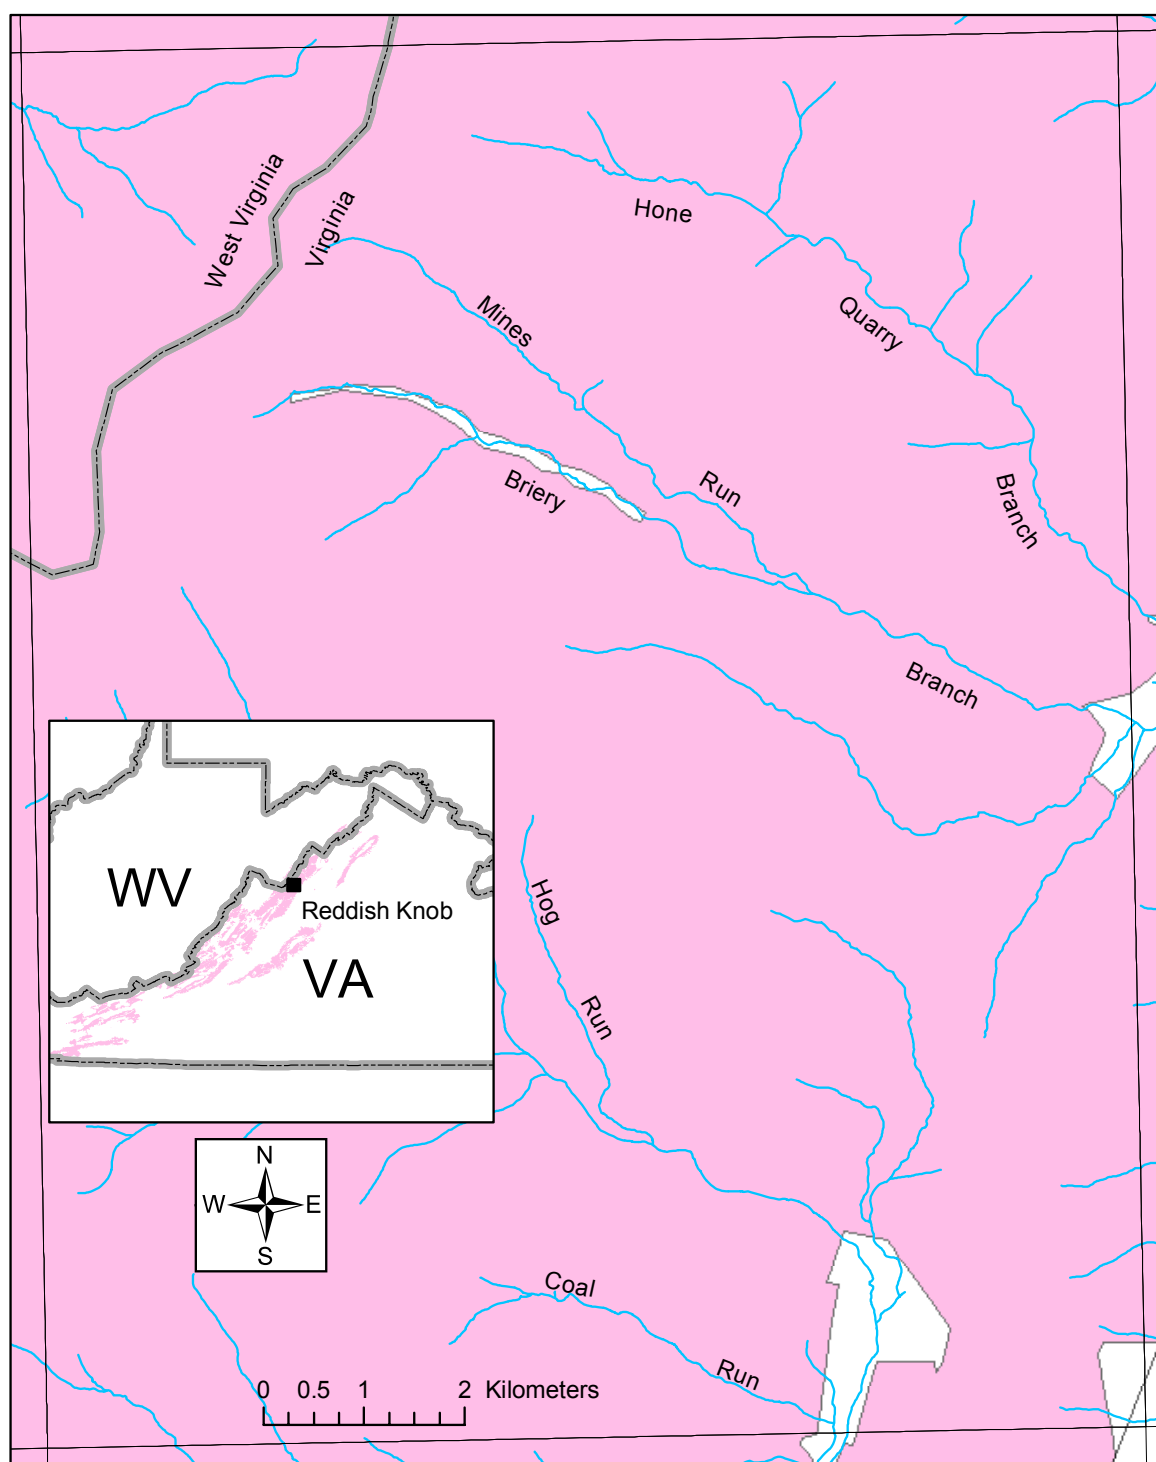 West Virginia
Virginia
Hone
Quarry
Branch
Mines
Run
Briery
Branch
WV
Reddish Knob
VA
Hog
Run
N
W E
S
Coal
Run
0 0.5 1 2 Kilometers